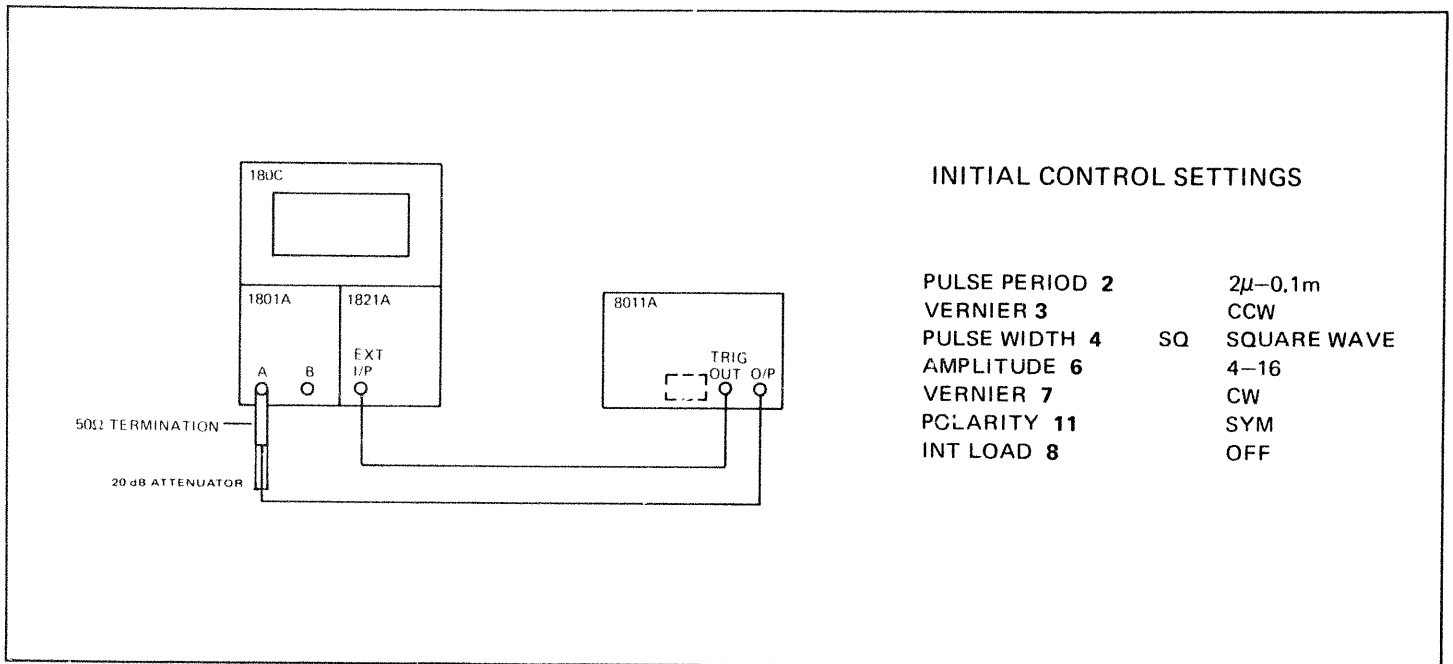 180C
1801A
1821A
A
B
EXT
I/P
50Ω TERMINATION
20 dB ATTENUATOR
8011A
TRIG
OUT O/P
INITIAL CONTROL SETTINGS
PULSE PERIOD 2 2μ–0.1m
VERNIER 3 CCW
PULSE WIDTH 4 SQ SQUARE WAVE
AMPLITUDE 6 4–16
VERNIER 7 CW
POLARITY 11 SYM
INT LOAD 8 OFF